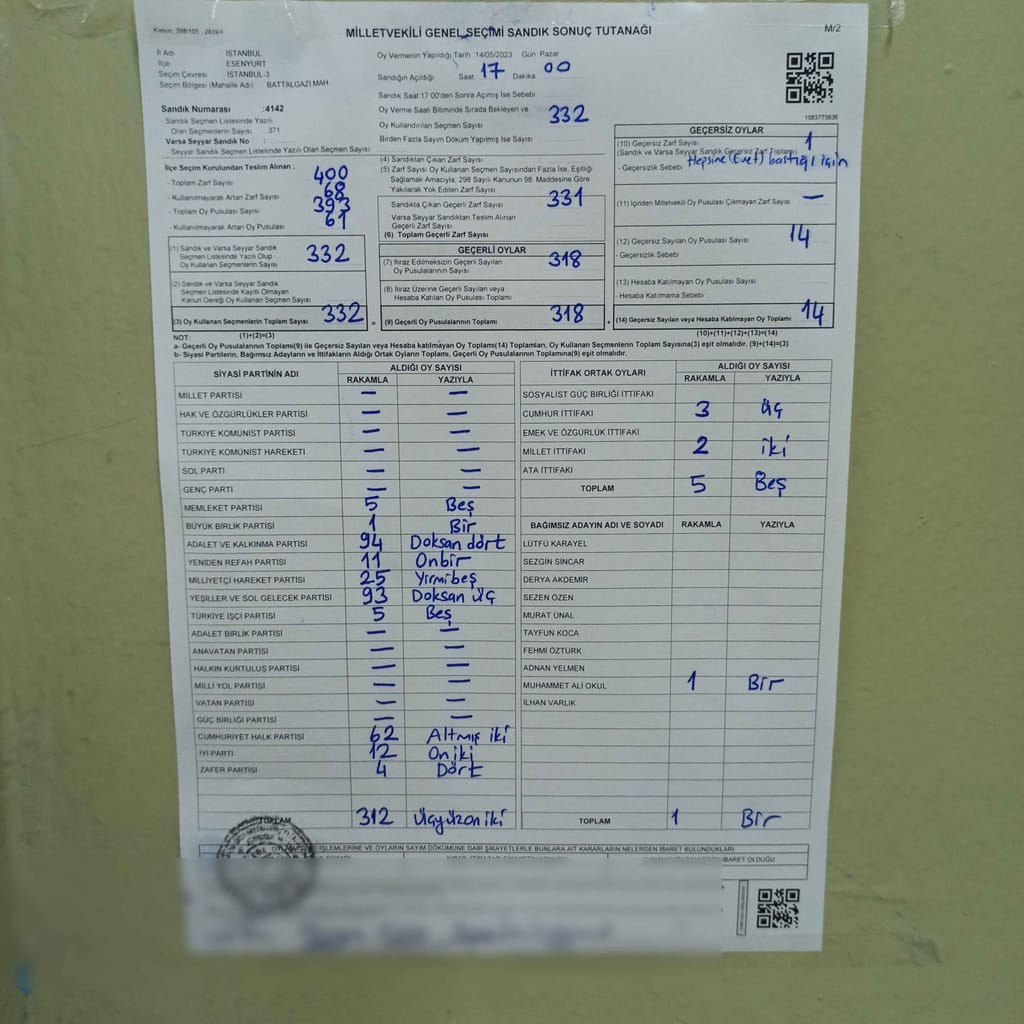 Kanun: 298/105 , 2839/4
MİLLETVEKİLİ GENEL SEÇİMİ SANDIK SONUÇ TUTANAĞI
M/2
İl Adı İSTANBUL
İlçe ESENYURT
Seçim Çevresi İSTANBUL-3
Seçim Bölgesi (Mahalle Adı) BATTALGAZİ MAH
Oy Vermenin Yapıldığı Tarih 14/05/2023 Gün: Pazar
Sandığın Açıldığı Saat 17 Dakika 00
Sandık Saat 17:00'den Sonra Açımış İse Sebebi
Oy Verme Saati Bitiminde Sırada Bekleyen ve
Oy Kullandırılan Seçmen Sayısı 332
Birden Fazla Sayım Döküm Yapılmış İse Sayısı
1083775836
Sandık Numarası :4142
- Sandık Seçmen Listesinde Yazılı
Olan Seçmenlerin Sayısı 371
Varsa Seyyar Sandık No :
- Seyyar Sandık Seçmen Listesinde Yazılı Olan Seçmen Sayısı
İlçe Seçim Kurulundan Teslim Alınan ;
- Toplam Zarf Sayısı 400
- Kullanılmayarak Artan Zarf Sayısı 68
- Toplam Oy Pusulası Sayısı 393
- Kullanılmayarak Artan Oy Pusulası 61
(1) Sandık ve Varsa Seyyar Sandık
Seçmen Listesinde Yazılı Olup
Oy Kullanan Seçmenlerin Sayısı 332
(2) Sandık ve Varsa Seyyar Sandık
Seçmen Listesinde Kayıtlı Olmayan
Kanun Gereği Oy Kullanan Seçmen Sayısı
(3) Oy Kullanan Seçmenlerin Toplam Sayısı 332 =
(4) Sandıktan Çıkan Zarf Sayısı
(5) Zarf Sayısı Oy Kullanan Seçmen Sayısından Fazla İse, Eşitliği
Sağlamak Amacıyla, 298 Sayılı Kanunun 98. Maddesine Göre
Yakılarak Yok Edilen Zarf Sayısı
Sandıkta Çıkan Geçerli Zarf Sayısı 331
Varsa Seyyar Sandıktan Teslim Alınan
Geçerli Zarf Sayısı
(6) Toplam Geçerli Zarf Sayısı
GEÇERLİ OYLAR
(7) İtiraz Edilmeksizin Geçerli Sayılan
Oy Pusulalarının Sayısı 318
(8) İtiraz Üzerine Geçerli Sayılan veya
Hesaba Katılan Oy Pusulası Toplamı
(9) Geçerli Oy Pusulalarının Toplamı 318 +
GEÇERSİZ OYLAR
(10) Geçersiz Zarf Sayısı 1
(Sandık ve Varsa Seyyar Sandık Geçersiz Zarf Toplamı)
- Geçersizlik Sebebi Hepsine (Evet) bastığı için
(11) İçinden Milletvekili Oy Pusulası Çıkmayan Zarf Sayısı —
(12) Geçersiz Sayılan Oy Pusulası Sayısı 14
- Geçersizlik Sebebi
(13) Hesaba Katılmayan Oy Pusulası Sayısı
- Hesaba Katılmama Sebebi
(14) Geçersiz Sayılan veya Hesaba Katılmayan Oy Toplamı 14
NOT: (1)+(2)=(3)
(10)+(11)+(12)+(13)=(14)
a- Geçerli Oy Pusulalarının Toplamı(9) ile Geçersiz Sayılan veya Hesaba katılmayan Oy Toplamı(14) Toplamları, Oy Kullanan Seçmenlerin Toplam Sayısına(3) eşit olmalıdır. (9)+(14)=(3)
b- Siyasi Partilerin, Bağımsız Adayların ve İttifakların Aldığı Ortak Oyların Toplamı, Geçerli Oy Pusulalarının Toplamına(9) eşit olmalıdır.
SİYASİ PARTİNİN ADI
ALDIĞI OY SAYISI
RAKAMLA YAZIYLA
MİLLET PARTİSİ — —
HAK VE ÖZGÜRLÜKLER PARTİSİ — —
TÜRKİYE KOMÜNİST PARTİSİ — —
TÜRKİYE KOMÜNİST HAREKETİ — —
SOL PARTİ — —
GENÇ PARTİ — —
MEMLEKET PARTİSİ 5 Beş
BÜYÜK BİRLİK PARTİSİ 1 Bir
ADALET VE KALKINMA PARTİSİ 94 Doksan dört
YENİDEN REFAH PARTİSİ 11 Onbir
MİLLİYETÇİ HAREKET PARTİSİ 25 Yirmibeş
YEŞİLLER VE SOL GELECEK PARTİSİ 93 Doksan üç
TÜRKİYE İŞÇİ PARTİSİ 5 Beş
ADALET BİRLİK PARTİSİ — —
ANAVATAN PARTİSİ — —
HALKIN KURTULUŞ PARTİSİ — —
MİLLİ YOL PARTİSİ — —
VATAN PARTİSİ — —
GÜÇ BİRLİĞİ PARTİSİ — —
CUMHURİYET HALK PARTİSİ 62 Altmış iki
İYİ PARTİ 12 On iki
ZAFER PARTİSİ 4 Dört
TOPLAM 312 Üçyüzoniki
İTTİFAK ORTAK OYLARI
ALDIĞI OY SAYISI
RAKAMLA YAZIYLA
SOSYALİST GÜÇ BİRLİĞİ İTTİFAKI
CUMHUR İTTİFAKI 3 üç
EMEK VE ÖZGÜRLÜK İTTİFAKI
MİLLET İTTİFAKI 2 iki
ATA İTTİFAKI
TOPLAM 5 Beş
BAĞIMSIZ ADAYIN ADI VE SOYADI RAKAMLA YAZIYLA
LÜTFÜ KARAYEL
SEZGİN SİNCAR
DERYA AKDEMİR
SEZEN ÖZEN
MURAT ÜNAL
TAYFUN KOCA
FEHMİ ÖZTÜRK
ADNAN YELMEN
MUHAMMET ALİ OKUL 1 Bir
İLHAN VARLIK
TOPLAM 1 Bir
İŞLEMLERİNE VE OYLARIN SAYIM DÖKÜMÜNE DAİR ŞİKAYETLERLE BUNLARA AİT KARARLARIN NELERDEN İBARET BULUNDUKLARI